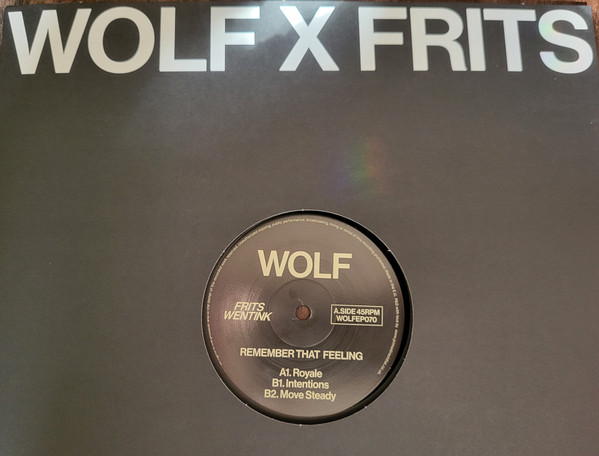 WOLF X FRITS
WOLF
FRITS
WENTINK
A.SIDE 45RPM
WOLFEP070
REMEMBER THAT FEELING
A1. Royale
B1. Intentions
B2. Move Steady